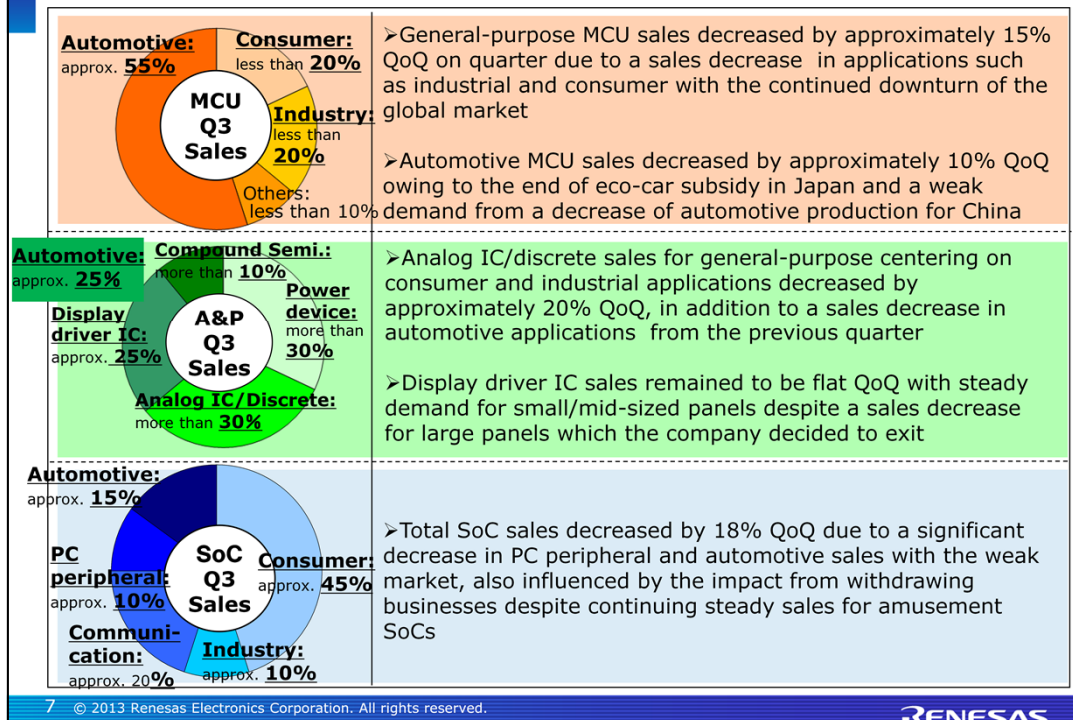 Automotive:
approx. 55%
Consumer:
less than 20%
MCU
Q3
Sales
Industry:
less than
20%
Others:
less than 10%
➢General-purpose MCU sales decreased by approximately 15%
QoQ on quarter due to a sales decrease in applications such
as industrial and consumer with the continued downturn of the
global market
➢Automotive MCU sales decreased by approximately 10% QoQ
owing to the end of eco-car subsidy in Japan and a weak
demand from a decrease of automotive production for China
Automotive:
approx. 25%
Compound Semi.:
more than 10%
Power
device:
more than
30%
Display
driver IC:
approx. 25%
A&P
Q3
Sales
Analog IC/Discrete:
more than 30%
➢Analog IC/discrete sales for general-purpose centering on
consumer and industrial applications decreased by
approximately 20% QoQ, in addition to a sales decrease in
automotive applications from the previous quarter
➢Display driver IC sales remained to be flat QoQ with steady
demand for small/mid-sized panels despite a sales decrease
for large panels which the company decided to exit
Automotive:
approx. 15%
PC
peripheral:
approx. 10%
SoC
Q3
Sales
Consumer:
approx. 45%
Communi-
cation:
approx. 20%
Industry:
approx. 10%
➢Total SoC sales decreased by 18% QoQ due to a significant
decrease in PC peripheral and automotive sales with the weak
market, also influenced by the impact from withdrawing
businesses despite continuing steady sales for amusement
SoCs
7 © 2013 Renesas Electronics Corporation. All rights reserved.
RENESAS